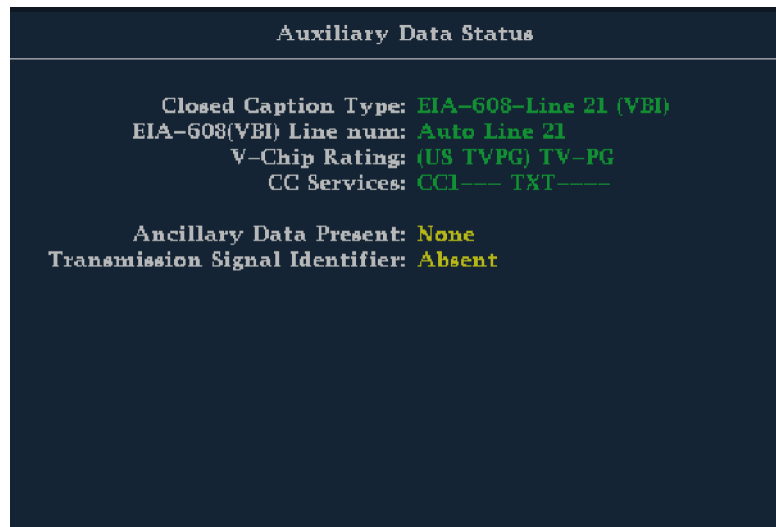 Auxiliary Data Status
Closed Caption Type: EIA-608-Line 21 (VBI)
EIA-608(VBI) Line num: Auto Line 21
V-Chip Rating: (US TVPG) TV-PG
CC Services: CC1--- TXT----
Ancillary Data Present: None
Transmission Signal Identifier: Absent